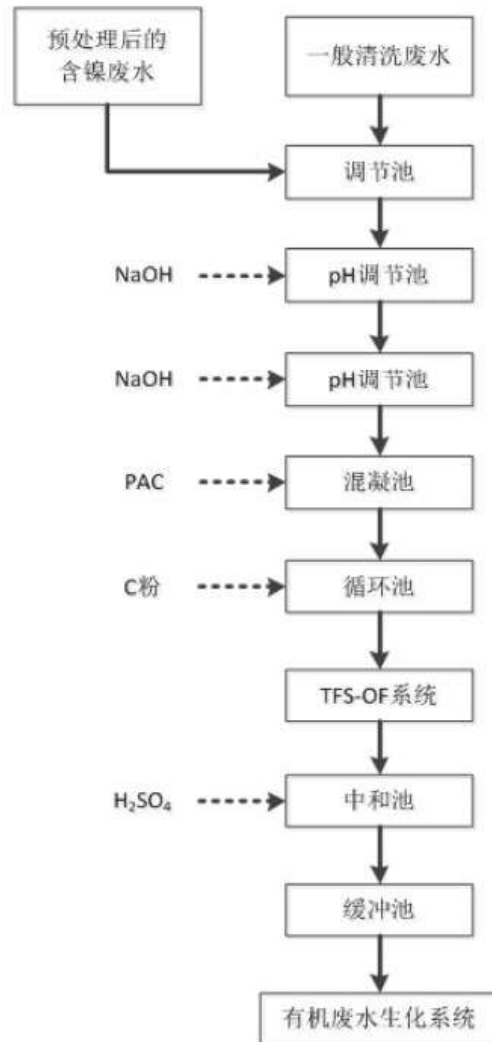 预处理后的
含镍废水
一般清洗废水
调节池
NaOH
pH调节池
NaOH
pH调节池
PAC
混凝池
C粉
循环池
TFS-OF系统
H₂SO₄
中和池
缓冲池
有机废水生化系统